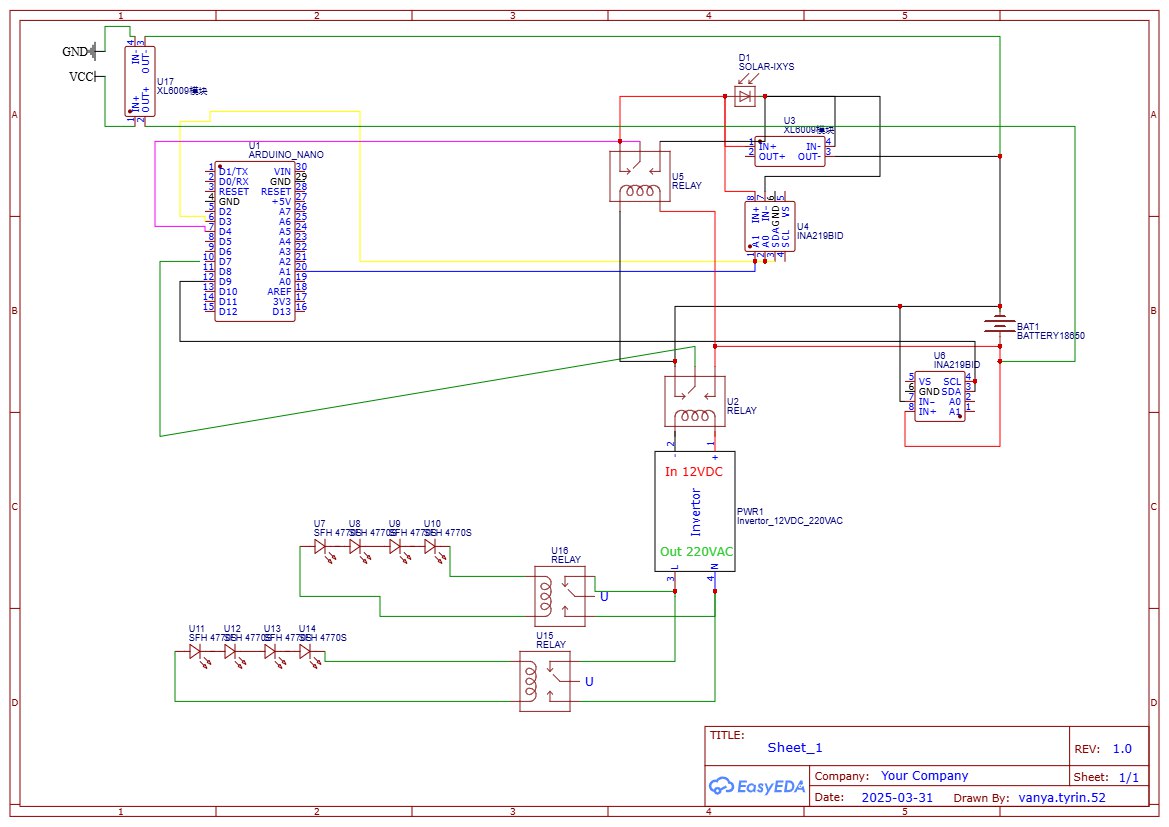 1 2 3 4 5
A
B
C
D
A
B
C
D
GND
VCC
4 3
IN-
OUT-
IN+
OUT+
1 2
U17
XL6009模块
U1
ARDUINO_NANO
1 D1/TX VIN 30
2 D0/RX GND 29
3 RESET RESET 28
4 GND +5V 27
5 D2 A7 26
6 D3 A6 25
7 D4 A5 24
8 D5 A4 23
9 D6 A3 22
10 D7 A2 21
11 D8 A1 20
12 D9 A0 19
13 D10 AREF 18
14 D11 3V3 17
15 D12 D13 16
D1
SOLAR-IXYS
U3
XL6009模块
1 IN+ IN- 4
2 OUT+ OUT- 3
U5
RELAY
8 7 6 5
IN+
IN-
GND
VS
A1
A0
SDA
SCL
1 2 3 4
U4
INA219BID
BAT1
BATTERY18650
U6
INA219BID
5 VS SCL 4
6 GND SDA 3
7 IN- A0 2
8 IN+ A1 1
U2
RELAY
2 1
- +
In 12VDC
Invertor
Out 220VAC
L N
3 4
PWR1
Invertor_12VDC_220VAC
U7 U8 U9 U10
SFH 4770S SFH 4770S SFH 4770S SFH 4770S
U16
RELAY
U
U11 U12 U13 U14
SFH 4770S SFH 4770S SFH 4770S SFH 4770S
U15
RELAY
U
TITLE:
Sheet_1
REV: 1.0
EasyEDA
Company: Your Company
Sheet: 1/1
Date: 2025-03-31 Drawn By: vanya.tyrin.52
1 2 3 4 5